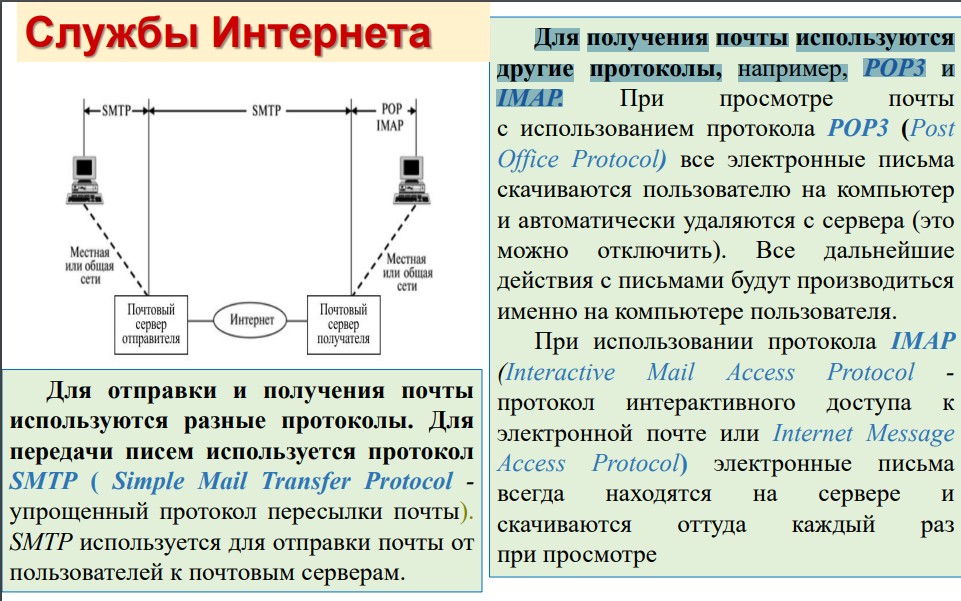 Службы Интернета
SMTP
SMTP
POP
IMAP
Местная
или общая
сети
Местная
или общая
сети
Почтовый
сервер
отправителя
Интернет
Почтовый
сервер
получателя
Для отправки и получения почты
используются разные протоколы. Для
передачи писем используется протокол
SMTP ( Simple Mail Transfer Protocol -
упрощенный протокол пересылки почты).
SMTP используется для отправки почты от
пользователей к почтовым серверам.
Для получения почты используются
другие протоколы, например, POP3 и
IMAP. При просмотре почты
с использованием протокола POP3 (Post
Office Protocol) все электронные письма
скачиваются пользователю на компьютер
и автоматически удаляются с сервера (это
можно отключить). Все дальнейшие
действия с письмами будут производиться
именно на компьютере пользователя.
При использовании протокола IMAP
(Interactive Mail Access Protocol -
протокол интерактивного доступа к
электронной почте или Internet Message
Access Protocol) электронные письма
всегда находятся на сервере и
скачиваются оттуда каждый раз
при просмотре